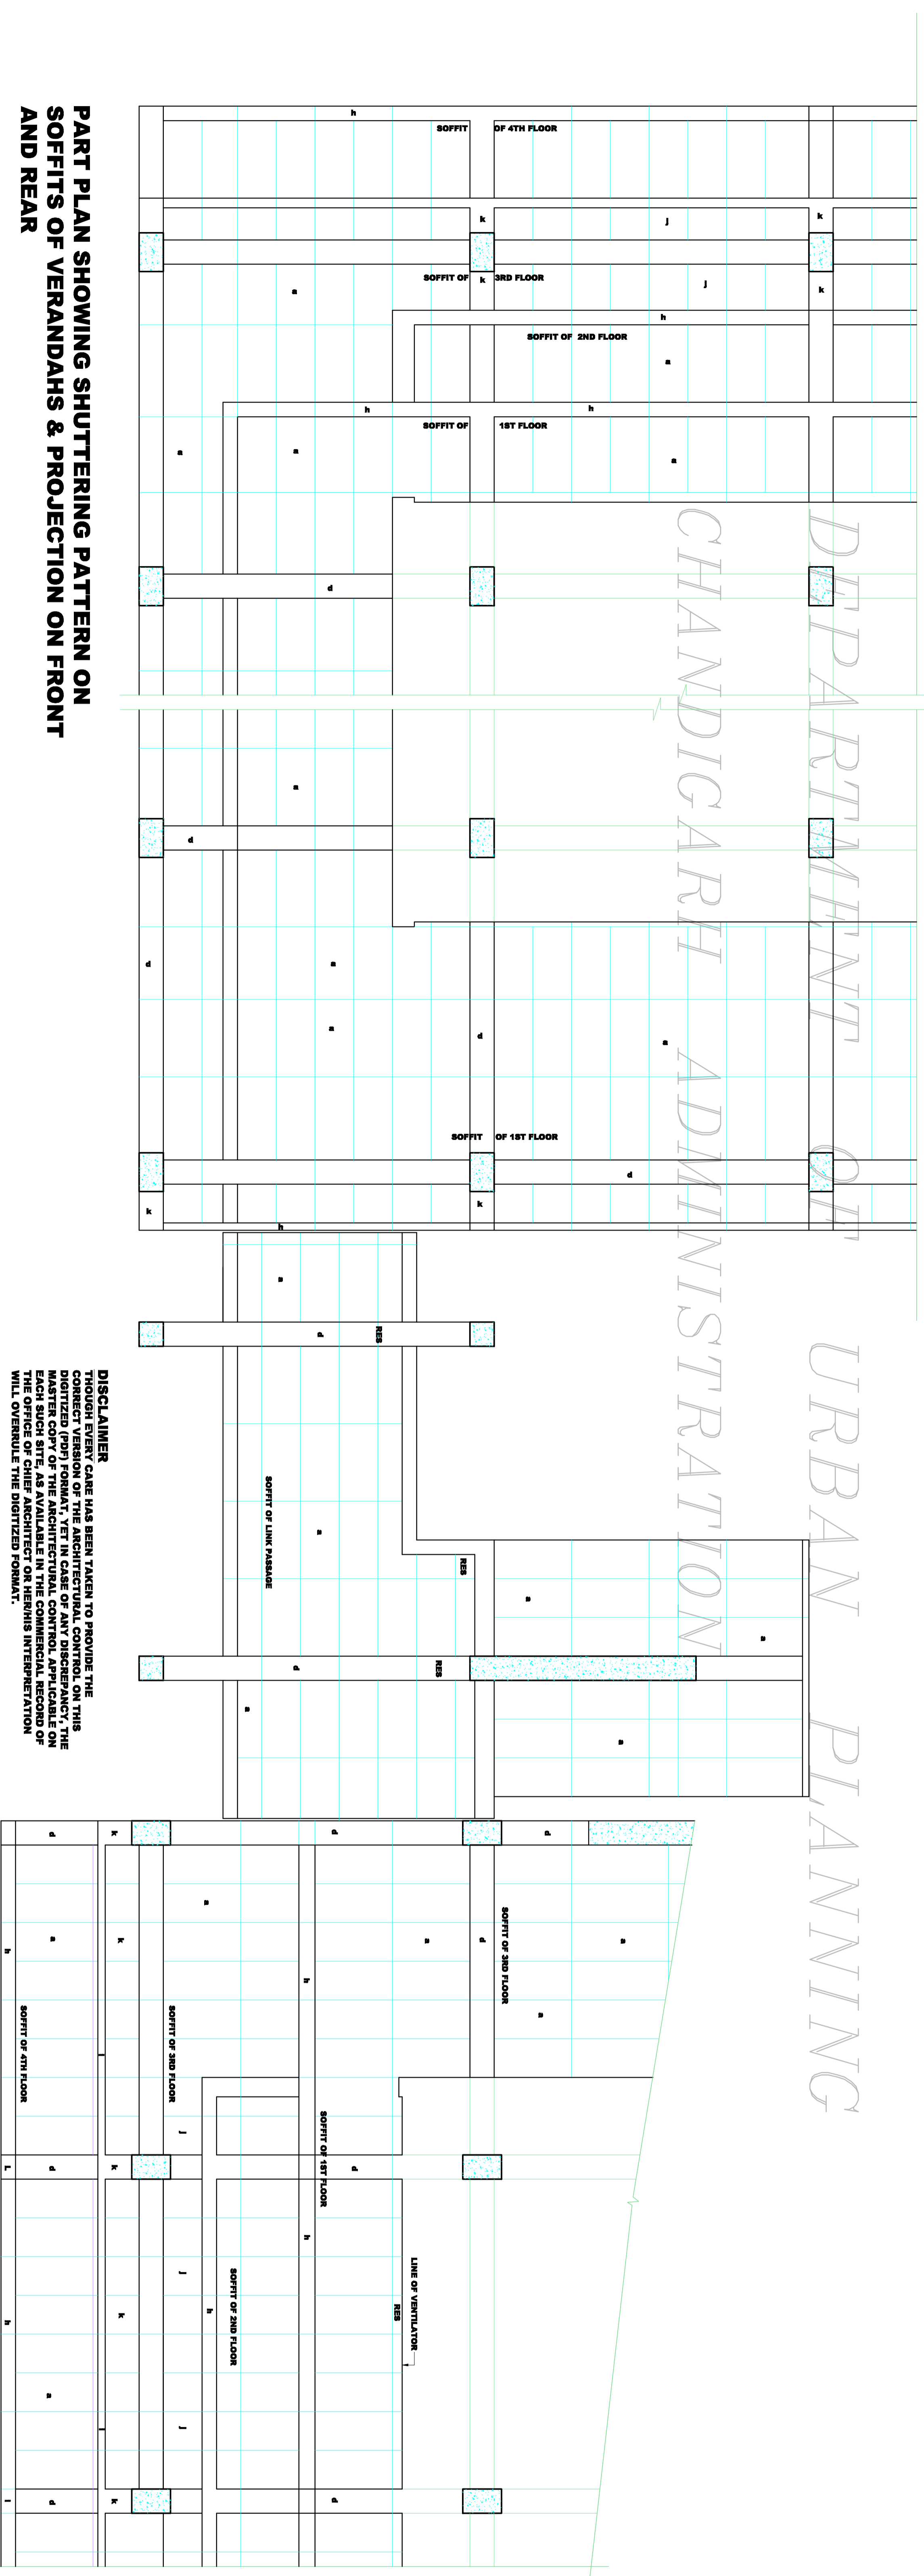 PART PLAN SHOWING SHUTTERING PATTERN ON
SOFFITS OF VERANDAHS & PROJECTION ON FRONT
AND REAR
h
SOFFIT OF 4TH FLOOR
k
j
k
SOFFIT OF 3RD FLOOR
k
j
k
a
h
SOFFIT OF 2ND FLOOR
a
h
h
SOFFIT OF 1ST FLOOR
a
a
a
d
a
d
d
a
a
d
a
SOFFIT OF 1ST FLOOR
d
k
k
h
a
d
RES
SOFFIT OF LINK PASSAGE
a
RES
a
a
d
RES
a
a
DISCLAIMER
THOUGH EVERY CARE HAS BEEN TAKEN TO PROVIDE THE
CORRECT VERSION OF THE ARCHITECTURAL CONTROL ON THIS
DIGITIZED (PDF) FORMAT, YET IN CASE OF ANY DISCREPANCY, THE
MASTER COPY OF THE ARCHITECTURAL CONTROL APPLICABLE ON
EACH SUCH SITE, AS AVAILABLE IN THE COMMERCIAL RECORD OF
THE OFFICE OF CHIEF ARCHITECT OR HER/HIS INTERPRETATION
WILL OVERRULE THE DIGITIZED FORMAT.
d
k
d
d
a
h
a
k
h
a
d
a
a
SOFFIT OF 3RD FLOOR
SOFFIT OF 4TH FLOOR
SOFFIT OF 3RD FLOOR
l
j
SOFFIT OF 1ST FLOOR
L
d
k
d
h
j
SOFFIT OF 2ND FLOOR
LINE OF VENTILATOR
RES
h
h
k
a
l
j
l
d
k
d
DEPARTMENT OF URBAN PLANNING
CHANDIGARH ADMINISTRATION